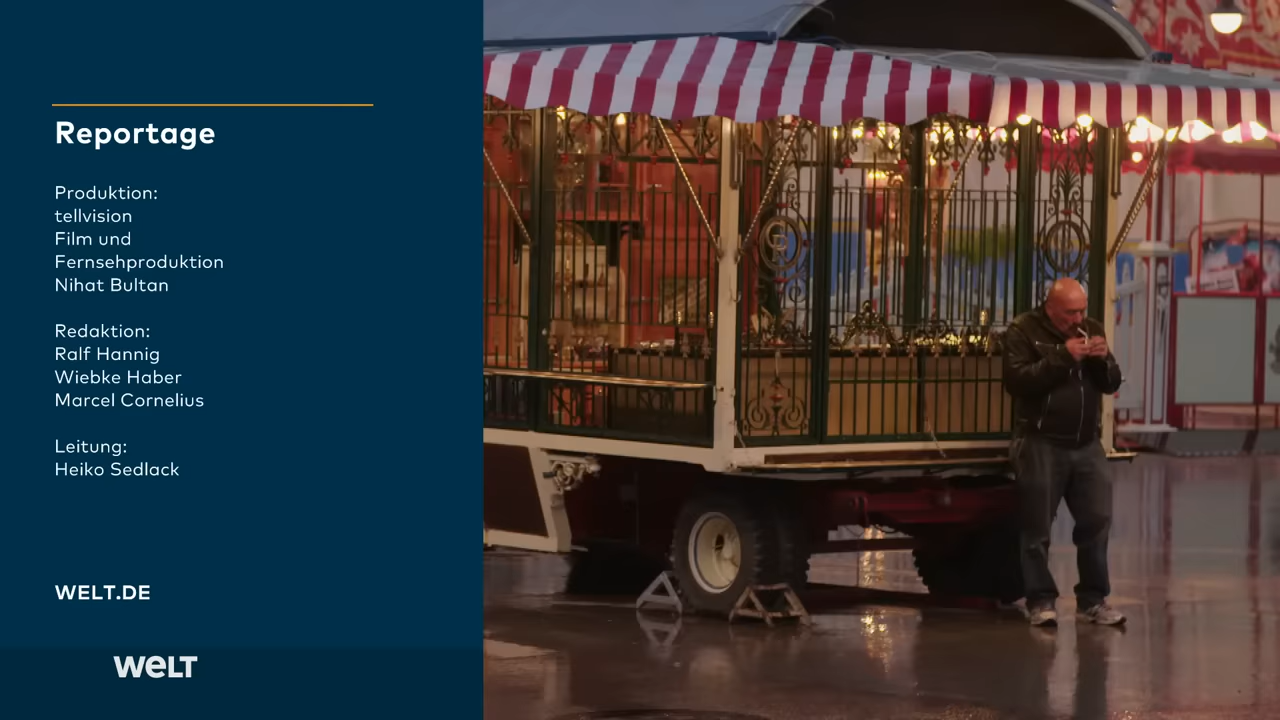 Reportage
Produktion:
tellvision
Film und
Fernsehproduktion
Nihat Bultan
Redaktion:
Ralf Hannig
Wiebke Haber
Marcel Cornelius
Leitung:
Heiko Sedlack
WELT.DE
WELT